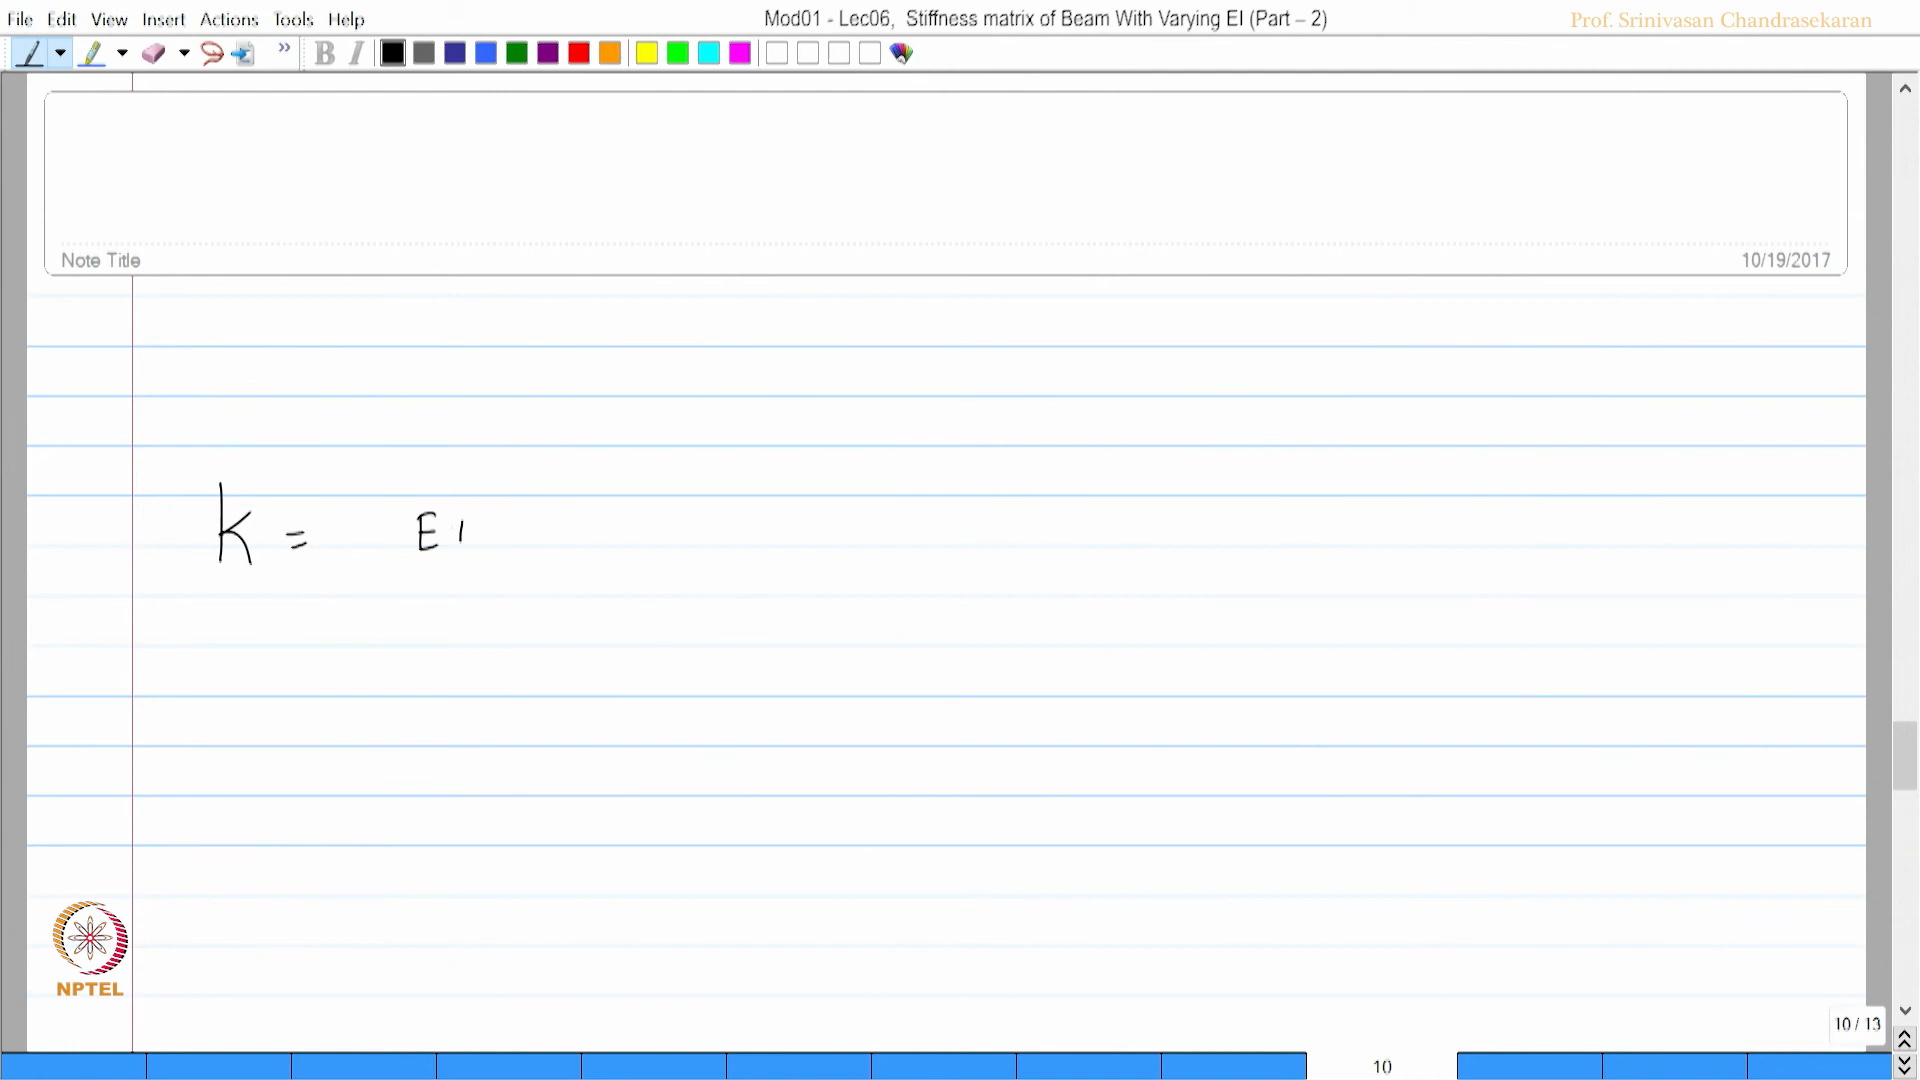 File Edit View Insert Actions Tools Help
Mod01 - Lec06, Stiffness matrix of Beam With Varying EI (Part – 2)
Prof. Srinivasan Chandrasekaran
» B I
Note Title
10/19/2017
K = EI
NPTEL
10 / 13
10